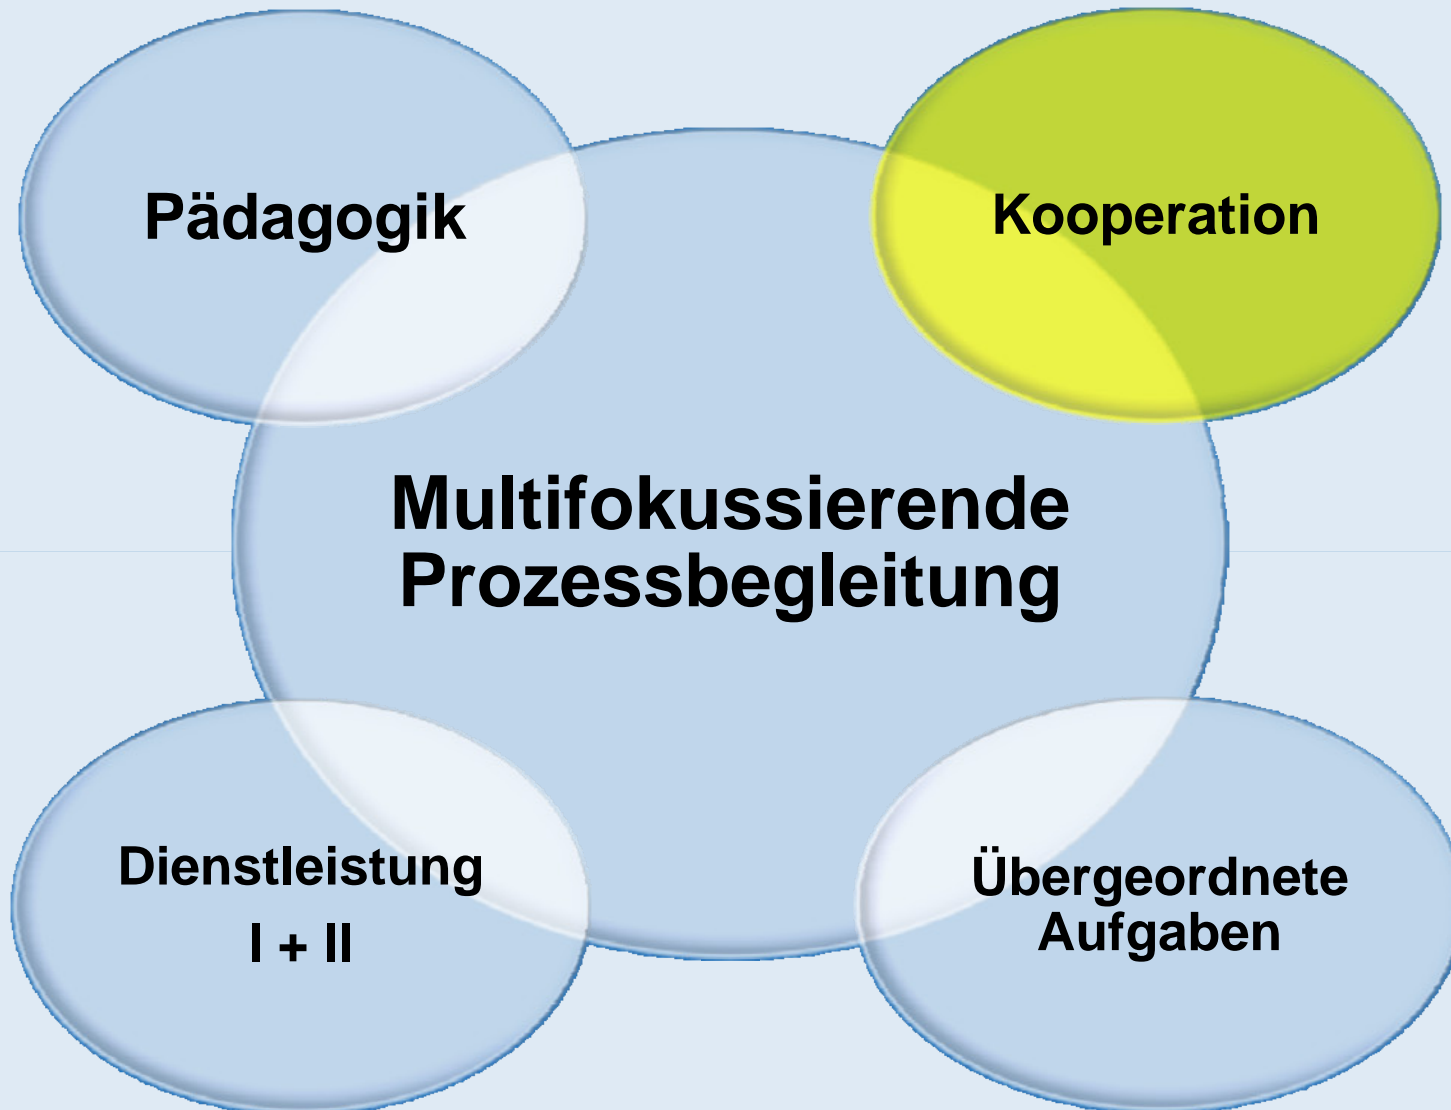 Pädagogik
Kooperation
Multifokussierende
Prozessbegleitung
Dienstleistung
I + II
Übergeordnete
Aufgaben